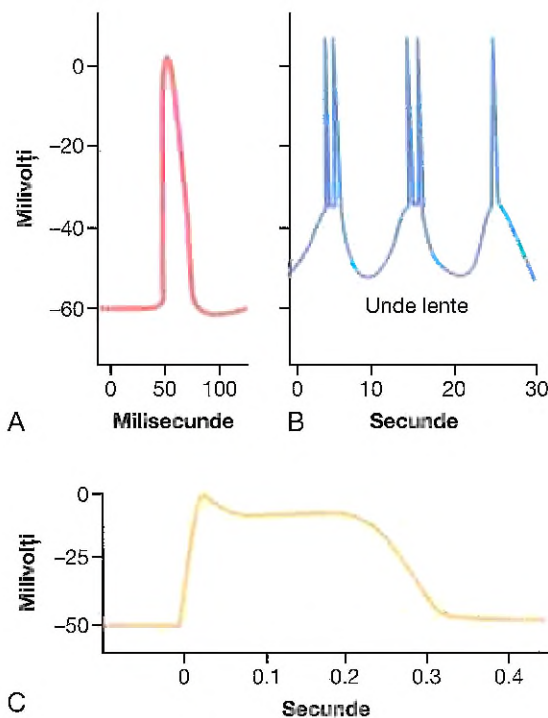 0
−20
−40
−60
Milivolți
0 50 100
A Milisecunde
Unde lente
0 10 20 30
B Secunde
0
−25
−50
Milivolți
0 0.1 0.2 0.3 0.4
C Secunde